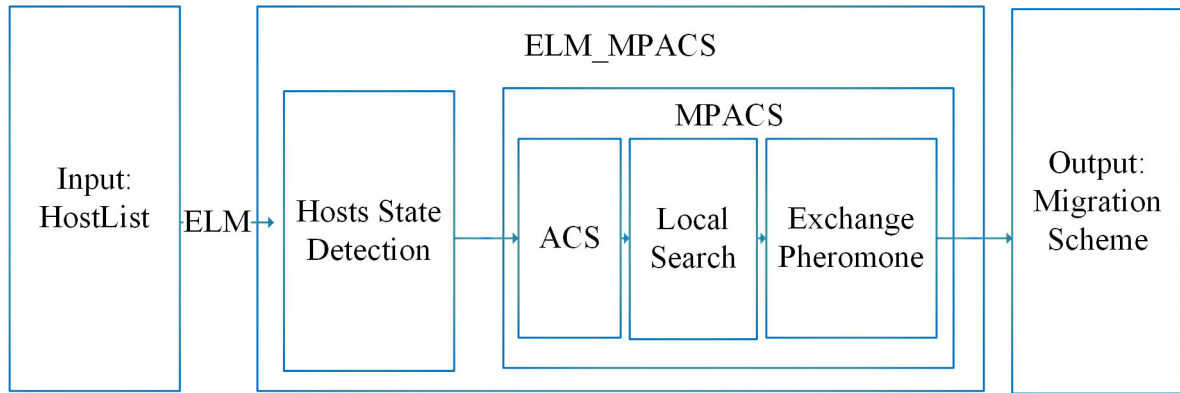 ELM_MPACS
MPACS
Input:
HostList
ELM
Hosts State
Detection
ACS
Local
Search
Exchange
Pheromone
Output:
Migration
Scheme